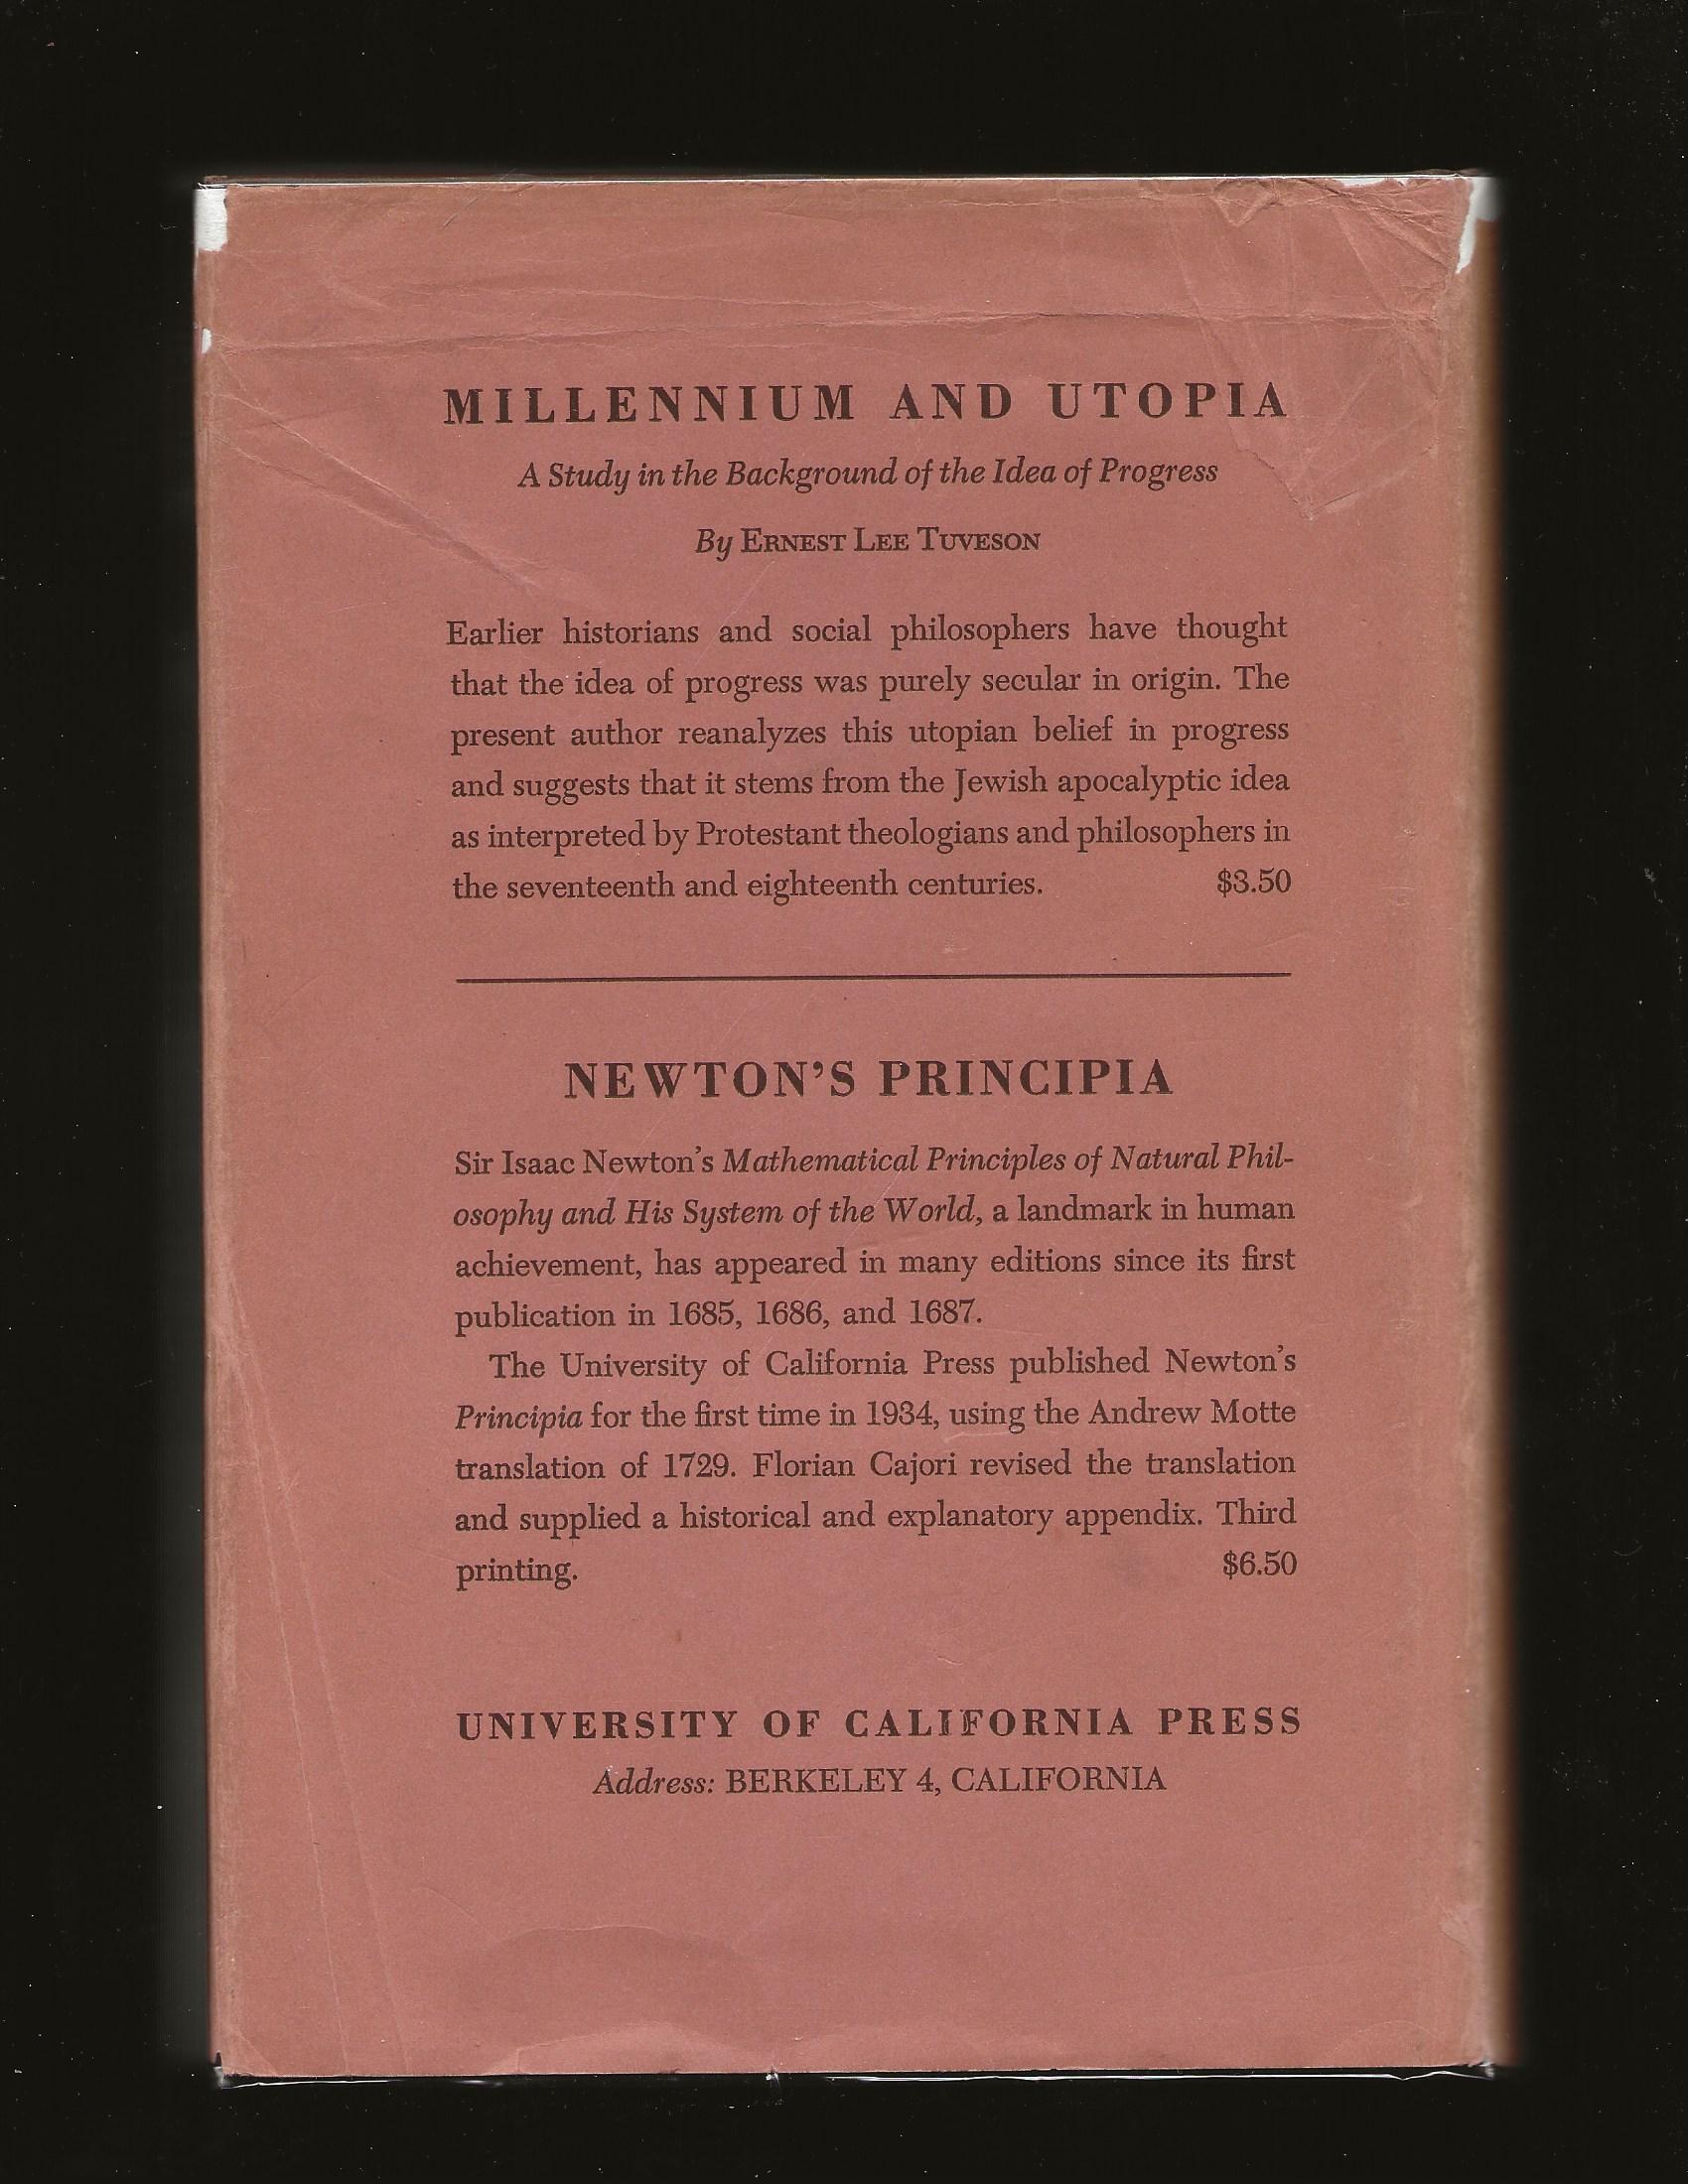 MILLENNIUM AND UTOPIA
A Study in the Background of the Idea of Progress
By ERNEST LEE TUVESON
Earlier historians and social philosophers have thought
that the idea of progress was purely secular in origin. The
present author reanalyzes this utopian belief in progress
and suggests that it stems from the Jewish apocalyptic idea
as interpreted by Protestant theologians and philosophers in
the seventeenth and eighteenth centuries. $3.50
NEWTON'S PRINCIPIA
Sir Isaac Newton's Mathematical Principles of Natural Phil-
osophy and His System of the World, a landmark in human
achievement, has appeared in many editions since its first
publication in 1685, 1686, and 1687.
The University of California Press published Newton's
Principia for the first time in 1934, using the Andrew Motte
translation of 1729. Florian Cajori revised the translation
and supplied a historical and explanatory appendix. Third
printing. $6.50
UNIVERSITY OF CALIFORNIA PRESS
Address: BERKELEY 4, CALIFORNIA